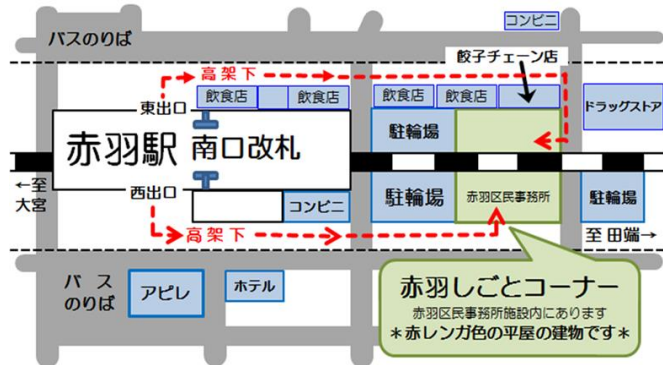 コンビニ
バスのりば
高架下
餃子チェーン店
東出口
飲食店
飲食店
飲食店
飲食店
ドラッグストア
駐輪場
赤羽駅 南口改札
←至
大宮
西出口
コンビニ
駐輪場
赤羽区民事務所
駐輪場
高架下
至 田端→
バス
のりば
アピレ
ホテル
赤羽しごとコーナー
赤羽区民事務所施設内にあります
*赤レンガ色の平屋の建物です*